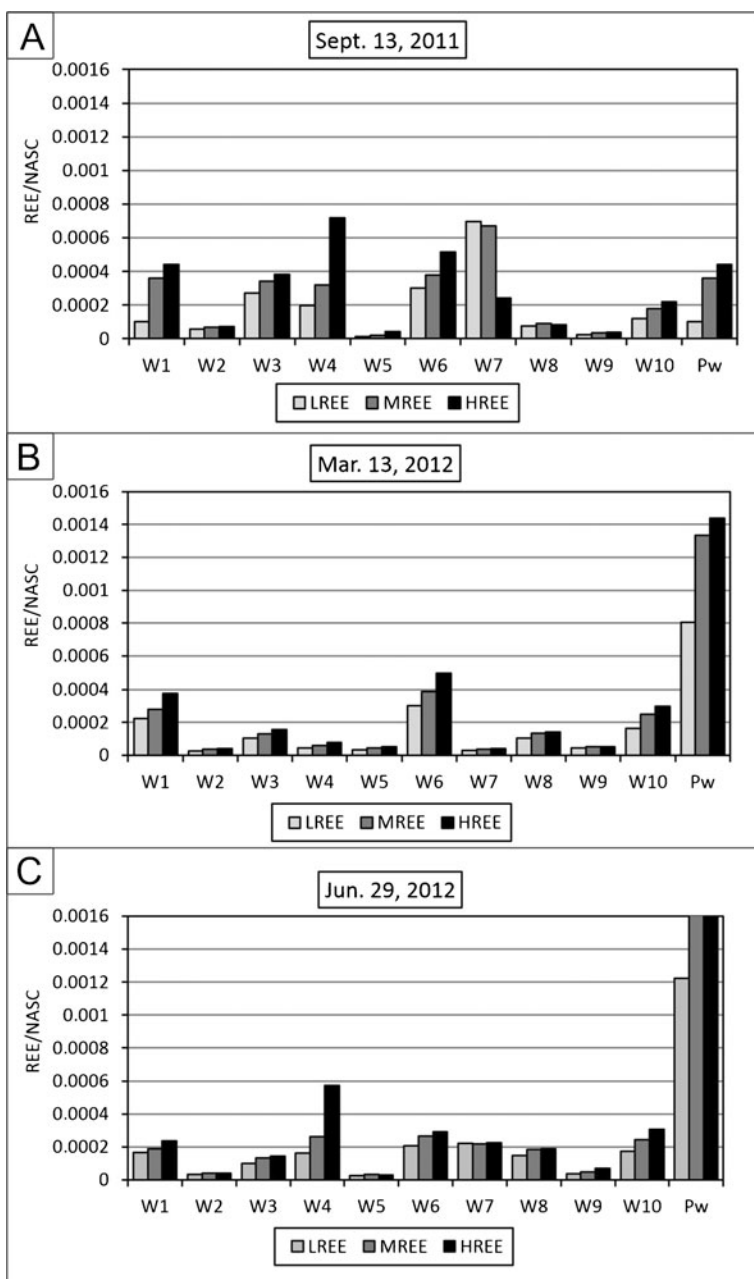 A
Sept. 13, 2011
REE/NASC
0.0016
0.0014
0.0012
0.001
0.0008
0.0006
0.0004
0.0002
0
W1 W2 W3 W4 W5 W6 W7 W8 W9 W10 Pw
LREE MREE HREE
B
Mar. 13, 2012
REE/NASC
0.0016
0.0014
0.0012
0.001
0.0008
0.0006
0.0004
0.0002
0
W1 W2 W3 W4 W5 W6 W7 W8 W9 W10 Pw
LREE MREE HREE
C
Jun. 29, 2012
REE/NASC
0.0016
0.0014
0.0012
0.001
0.0008
0.0006
0.0004
0.0002
0
W1 W2 W3 W4 W5 W6 W7 W8 W9 W10 Pw
LREE MREE HREE